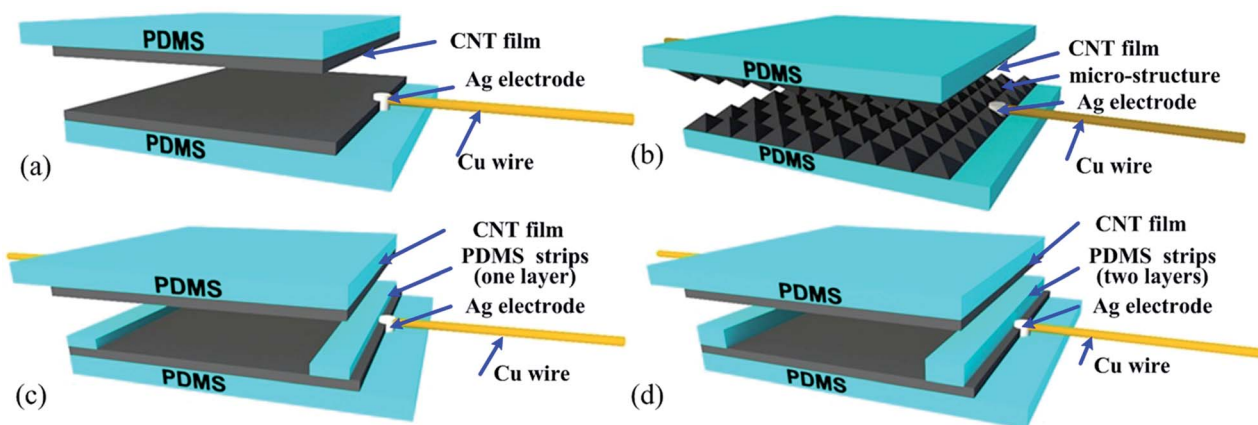 PDMS
CNT film
Ag electrode
PDMS
Cu wire
(a)
PDMS
CNT film
micro-structure
Ag electrode
PDMS
Cu wire
(b)
CNT film
PDMS strips
(one layer)
PDMS
Ag electrode
PDMS
Cu wire
(c)
CNT film
PDMS strips
(two layers)
PDMS
Ag electrode
Cu wire
PDMS
(d)